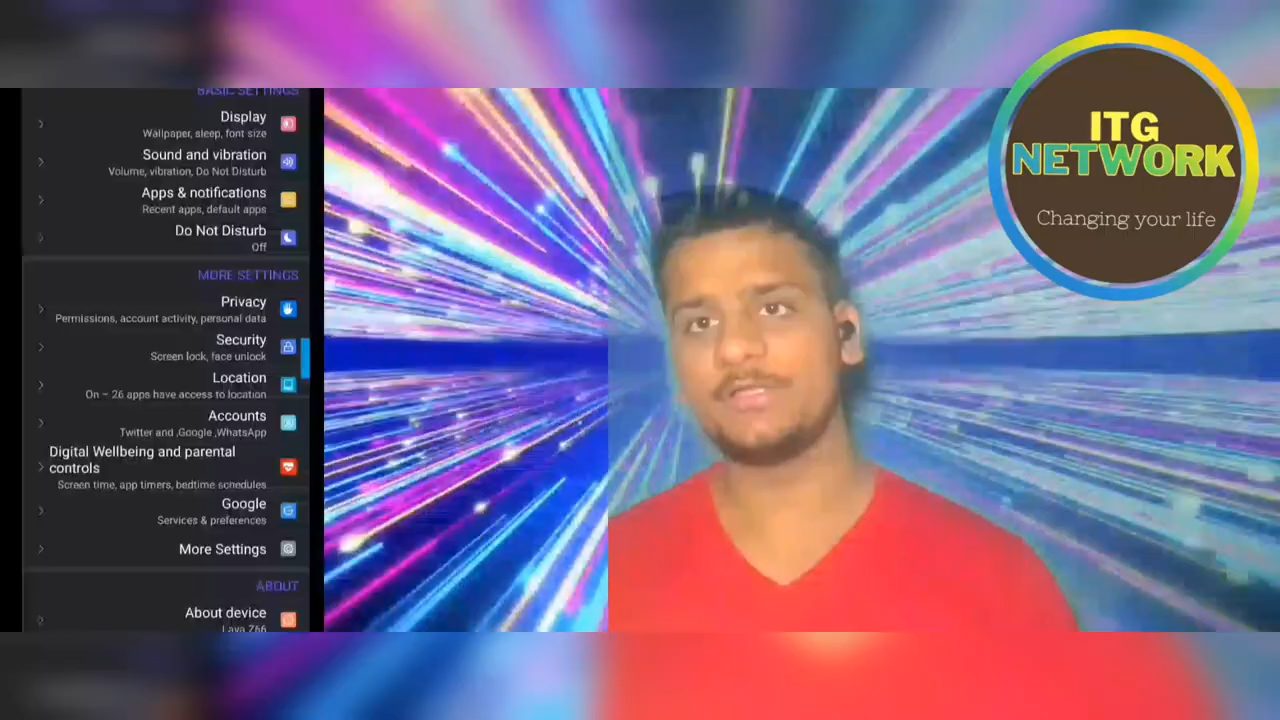 BASIC SETTINGS
Display
Wallpaper, sleep, font size
Sound and vibration
Volume, vibration, Do Not Disturb
Apps & notifications
Recent apps, default apps
Do Not Disturb
Off
MORE SETTINGS
Privacy
Permissions, account activity, personal data
Security
Screen lock, face unlock
Location
On – 26 apps have access to location
Accounts
Twitter and ,Google ,WhatsApp
Digital Wellbeing and parental
controls
Screen time, app timers, bedtime schedules
Google
Services & preferences
More Settings
ABOUT
About device
Lava Z66
ITG
NETWORK
Changing your life